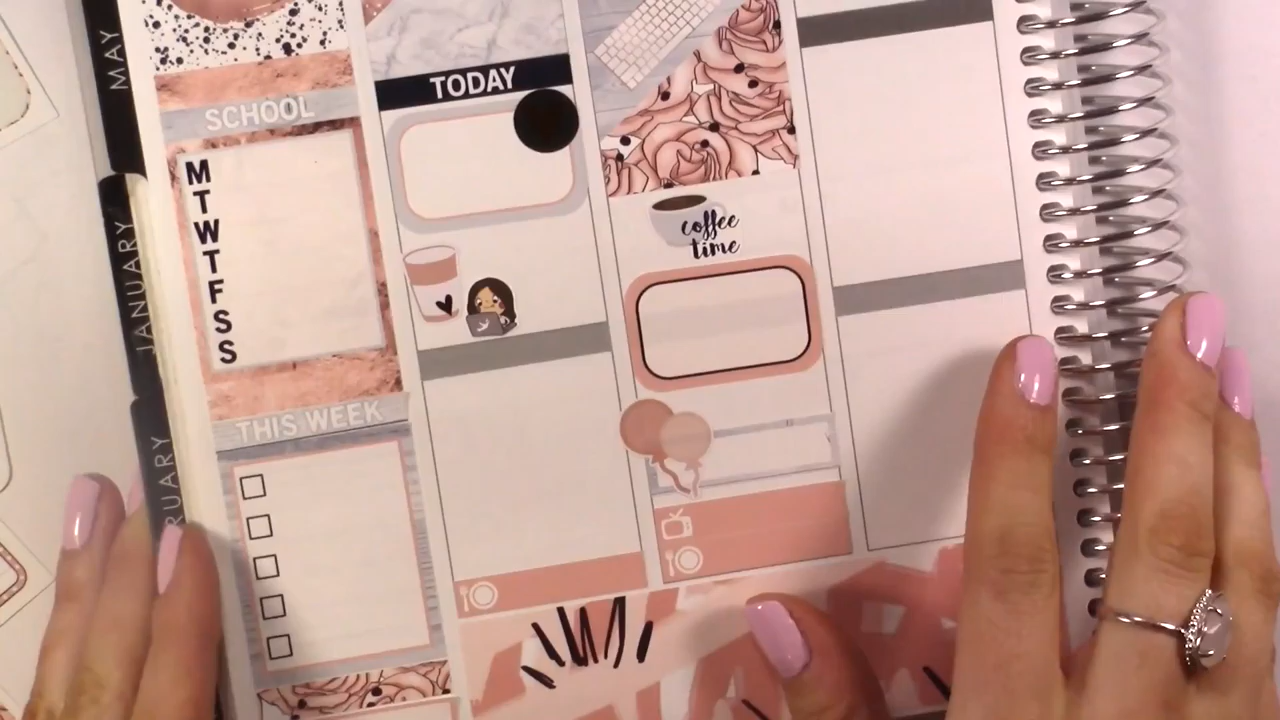 MAY
JANUARY
RUARY
SCHOOL
M
T
W
T
F
S
S
THIS WEEK
TODAY
coffee
time